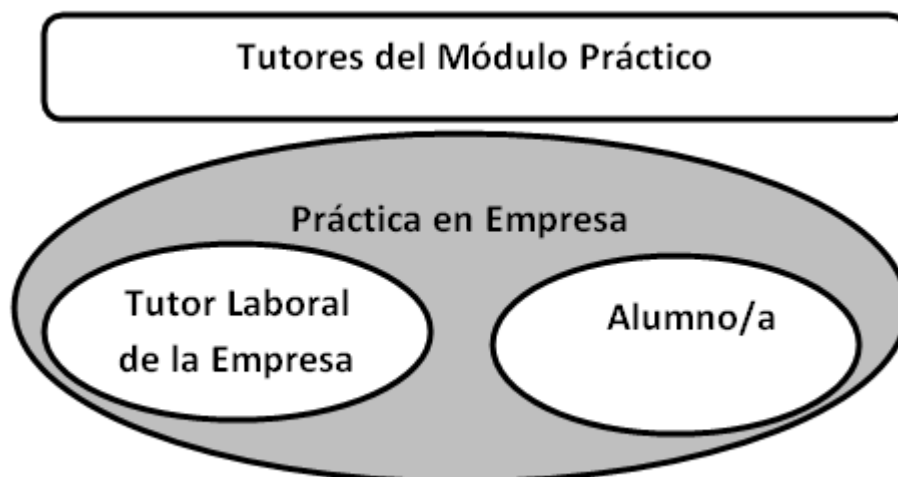 Tutores del Módulo Práctico
Práctica en Empresa
Tutor Laboral
de la Empresa
Alumno/a